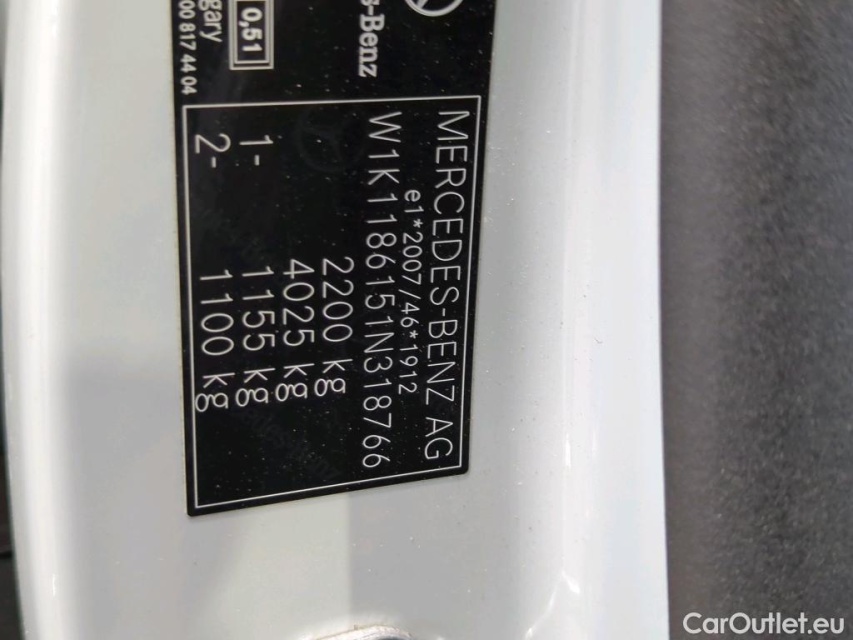 s-Benz
0,51
gary
00 817 44 04
MERCEDES-BENZ AG
e1*2007/46*1912
W1K1186151N318766
2200 kg
4025 kg
1- 1155 kg
2- 1100 kg
CarOutlet.eu